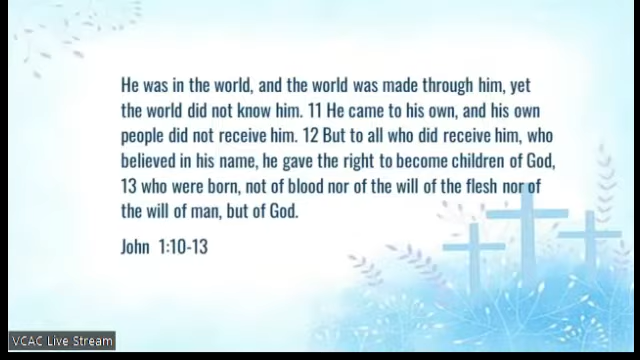 He was in the world, and the world was made through him, yet
the world did not know him. 11 He came to his own, and his own
people did not receive him. 12 But to all who did receive him, who
believed in his name, he gave the right to become children of God,
13 who were born, not of blood nor of the will of the flesh nor of
the will of man, but of God.
John 1:10-13
VCAC Live Stream